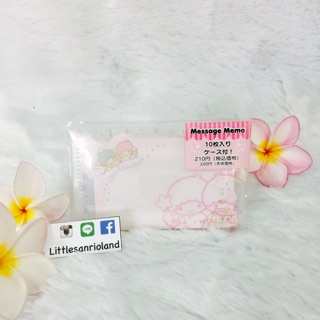 Message Memo
10枚入り
ケース付！
210円（税込価格）
200円（本体価格）
Littlesanrioland